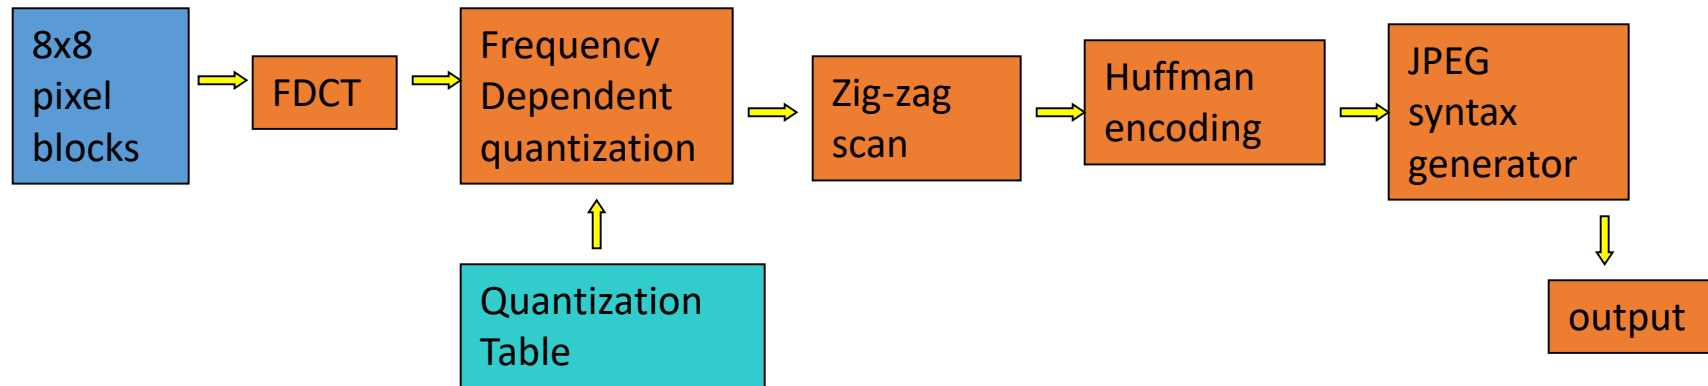 8x8
pixel
blocks
FDCT
Frequency
Dependent
quantization
Zig-zag
scan
Huffman
encoding
JPEG
syntax
generator
Quantization
Table
output